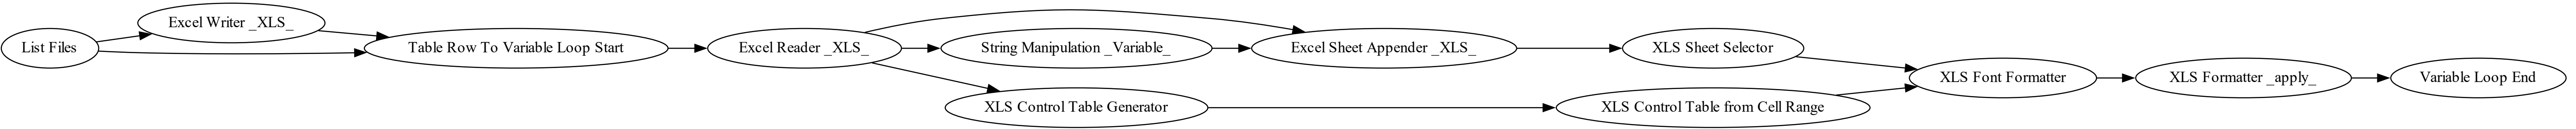 List Files
Excel Writer _XLS_
Table Row To Variable Loop Start
Excel Reader _XLS_
String Manipulation _Variable_
Excel Sheet Appender _XLS_
XLS Sheet Selector
XLS Control Table Generator
XLS Control Table from Cell Range
XLS Font Formatter
XLS Formatter _apply_
Variable Loop End